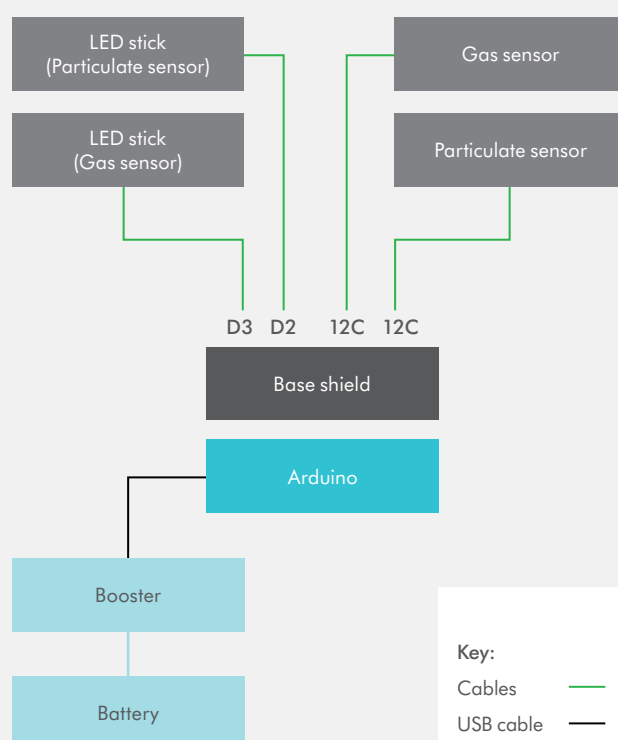 LED stick
(Particulate sensor)
Gas sensor
LED stick
(Gas sensor)
Particulate sensor
D3 D2 12C 12C
Base shield
Arduino
Booster
Battery
Key:
Cables
USB cable